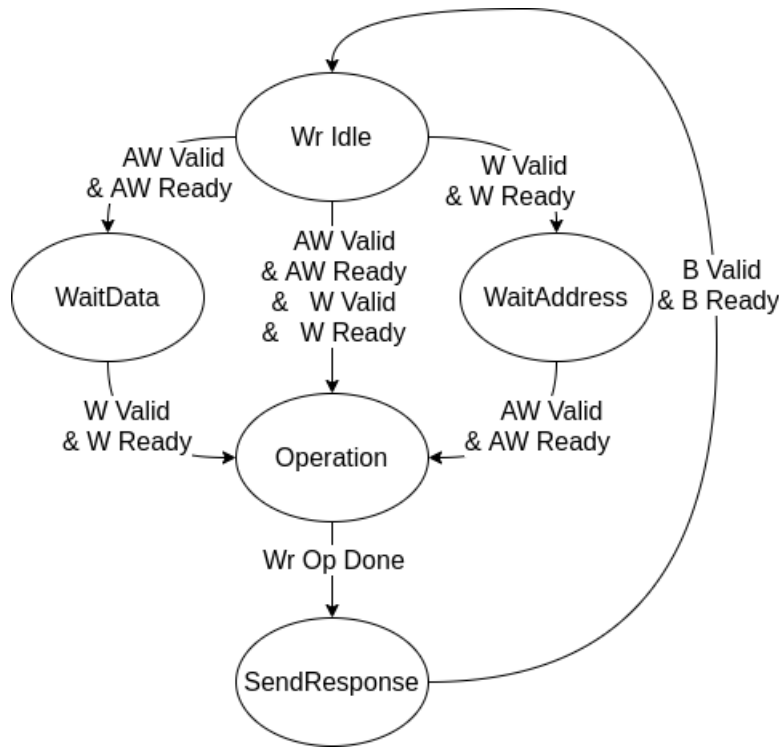 Wr Idle
AW Valid
& AW Ready
W Valid
& W Ready
AW Valid
& AW Ready
& W Valid
& W Ready
WaitData
WaitAddress
B Valid
& B Ready
W Valid
& W Ready
AW Valid
& AW Ready
Operation
Wr Op Done
SendResponse